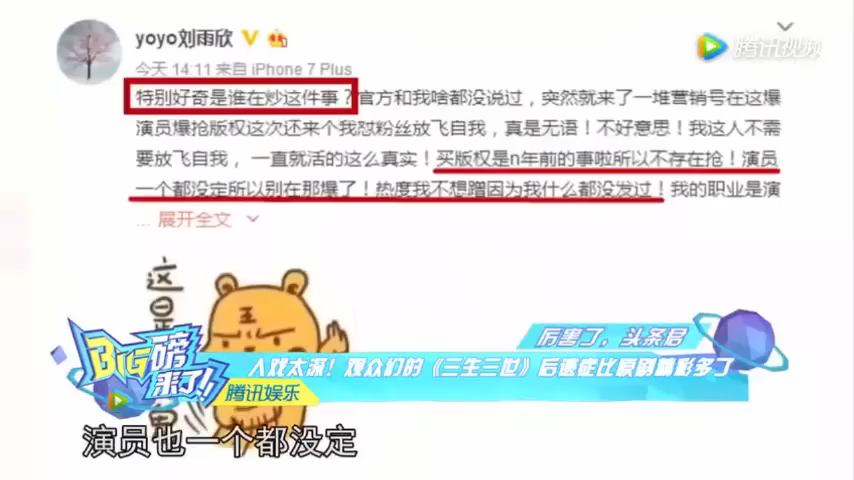 yoyo刘雨欣
腾讯视频
今天 14:11 来自 iPhone 7 Plus
特别好奇是谁在炒这件事？官方和我啥都没说过，突然就来了一堆营销号在这爆
演员爆抢版权这次还来个我怼粉丝放飞自我，真是无语！不好意思！我这人不需
要放飞自我， 一直就活的这么真实！买版权是n年前的事啦所以不存在抢！演员
一个都没定所以别在那爆了！热度我不想蹭因为我什么都没发过！我的职业是演
... 展开全文
这
日
王
BIG磅
来了!
厉害了，头条君
入戏太深！观众们的《三生三世》后遗症比原剧精彩多了
腾讯娱乐
演员也一个都没定